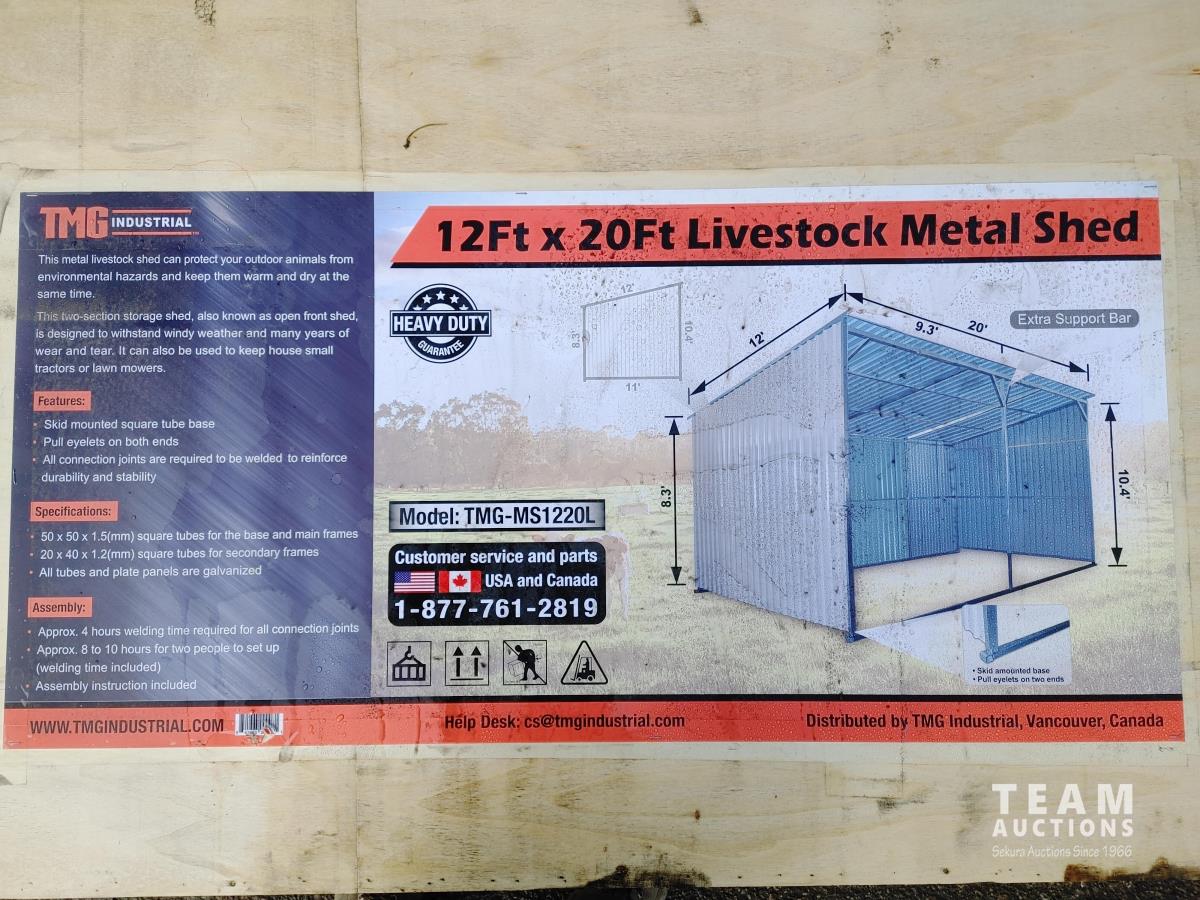 TMG INDUSTRIAL
This metal livestock shed can protect your outdoor animals from
environmental hazards and keep them warm and dry at the
same time.
This two-section storage shed, also known as open front shed,
is designed to withstand windy weather and many years of
wear and tear. It can also be used to keep house small
tractors or lawn mowers.
Features:
• Skid mounted square tube base
• Pull eyelets on both ends
• All connection joints are required to be welded to reinforce
durability and stability
Specifications:
• 50 x 50 x 1.5(mm) square tubes for the base and main frames
• 20 x 40 x 1.2(mm) square tubes for secondary frames
• All tubes and plate panels are galvanized
Assembly:
• Approx. 4 hours welding time required for all connection joints
• Approx. 8 to 10 hours for two people to set up
(welding time included)
• Assembly instruction included
12Ft x 20Ft Livestock Metal Shed
HEAVY DUTY
GUARANTEE
12'
8.3'
10.4'
11'
12'
9.3'
20'
Extra Support Bar
8.3'
10.4'
Model: TMG-MS1220L
Customer service and parts
USA and Canada
1-877-761-2819
• Skid amounted base
• Pull eyelets on two ends
WWW.TMGINDUSTRIAL.COM
Help Desk: cs@tmgindustrial.com
Distributed by TMG Industrial, Vancouver, Canada
TEAM
AUCTIONS
Sekura Auctions Since 1966